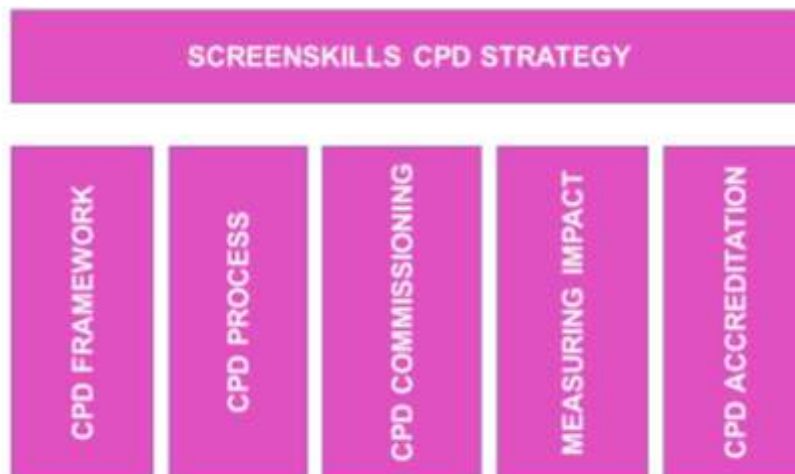 SCREENSKILLS CPD STRATEGY
CPD FRAMEWORK
CPD PROCESS
CPD COMMISSIONING
MEASURING IMPACT
CPD ACCREDITATION